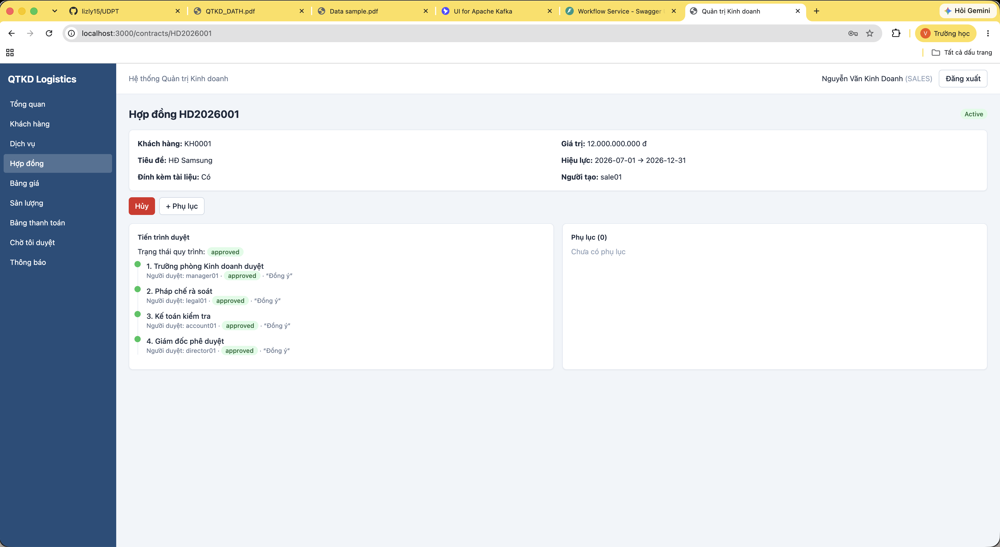 lizly15/UDPT
QTKD_DATH.pdf
Data sample.pdf
UI for Apache Kafka
Workflow Service - Swagger
Quản trị Kinh doanh
Hỏi Gemini
localhost:3000/contracts/HD2026001
V Trường học
Tất cả dấu trang
QTKD Logistics
Tổng quan
Khách hàng
Dịch vụ
Hợp đồng
Bảng giá
Sản lượng
Bảng thanh toán
Chờ tôi duyệt
Thông báo
Hệ thống Quản trị Kinh doanh
Nguyễn Văn Kinh Doanh (SALES)
Đăng xuất
Hợp đồng HD2026001
Active
Khách hàng: KH0001
Giá trị: 12.000.000.000 đ
Tiêu đề: HĐ Samsung
Hiệu lực: 2026-07-01 → 2026-12-31
Đính kèm tài liệu: Có
Người tạo: sale01
Hủy
+ Phụ lục
Tiến trình duyệt
Trạng thái quy trình: approved
1. Trưởng phòng Kinh doanh duyệt
Người duyệt: manager01 · approved · “Đồng ý”
2. Pháp chế rà soát
Người duyệt: legal01 · approved · “Đồng ý”
3. Kế toán kiểm tra
Người duyệt: account01 · approved · “Đồng ý”
4. Giám đốc phê duyệt
Người duyệt: director01 · approved · “Đồng ý”
Phụ lục (0)
Chưa có phụ lục